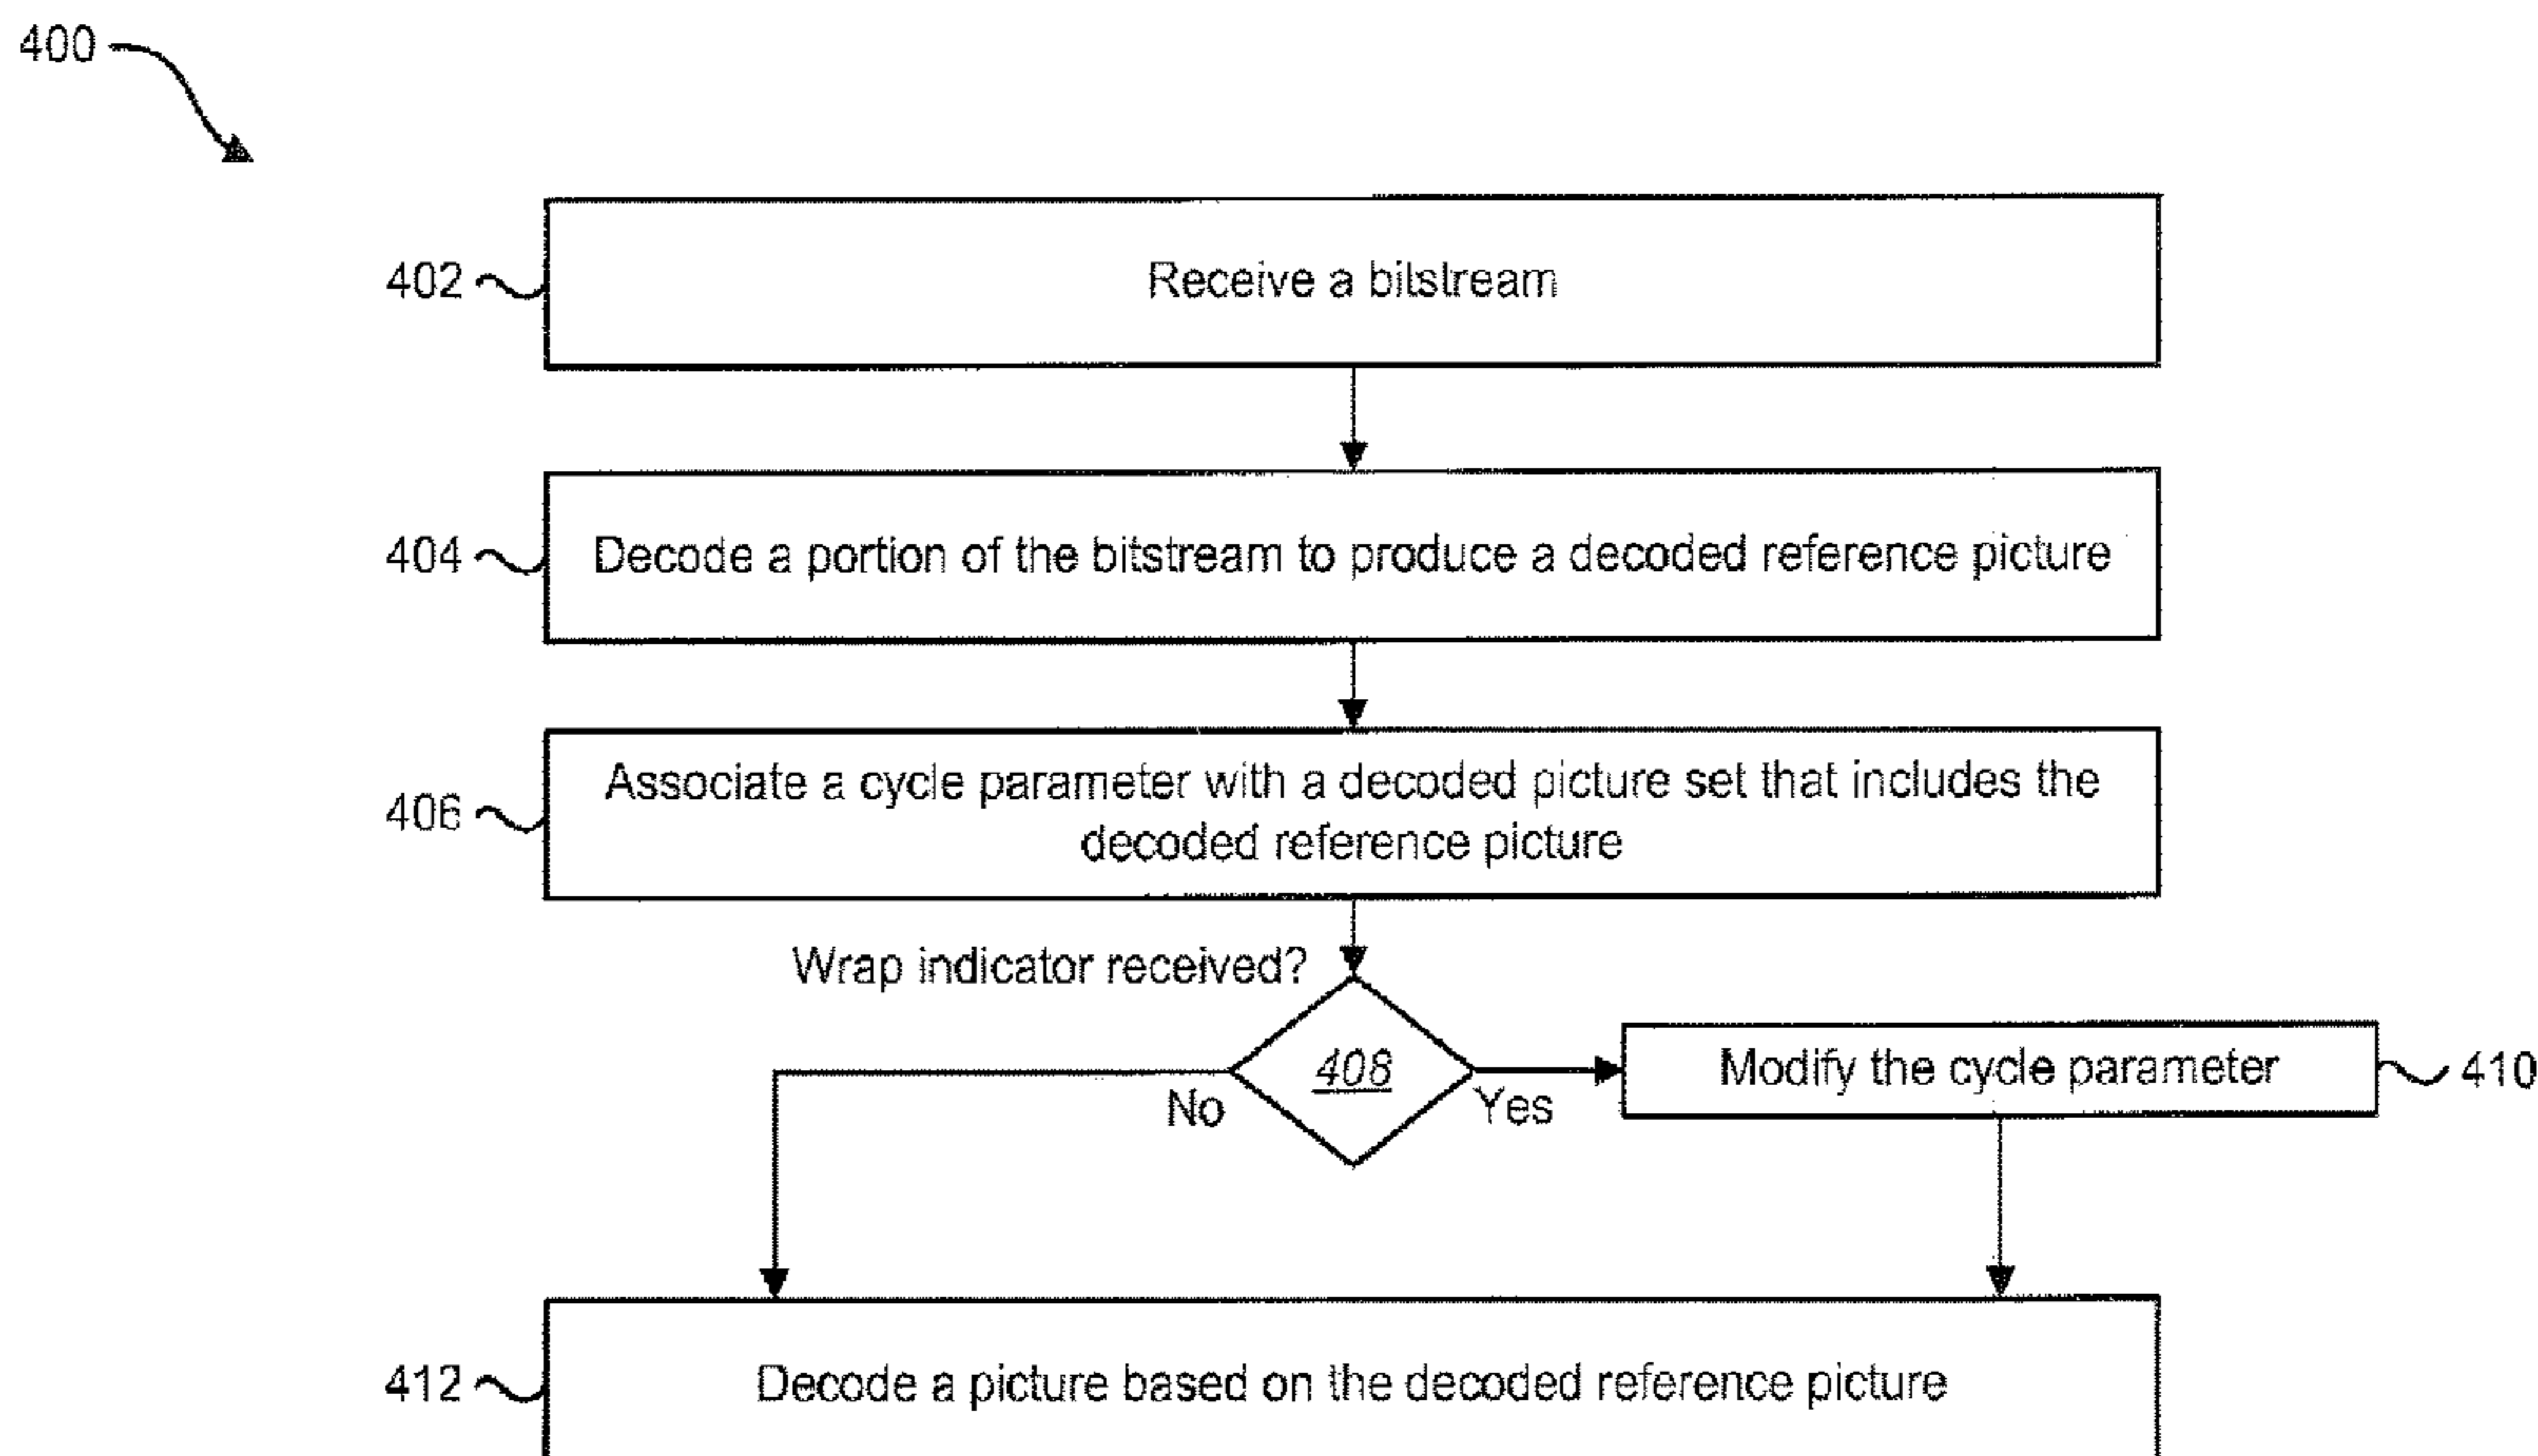 400
402
Receive a bitstream
404
Decode a portion of the bitstream to produce a decoded reference picture
406
Associate a cycle parameter with a decoded picture set that includes the
decoded reference picture
Wrap indicator received?
408
No
Yes
Modify the cycle parameter
410
412
Decode a picture based on the decoded reference picture